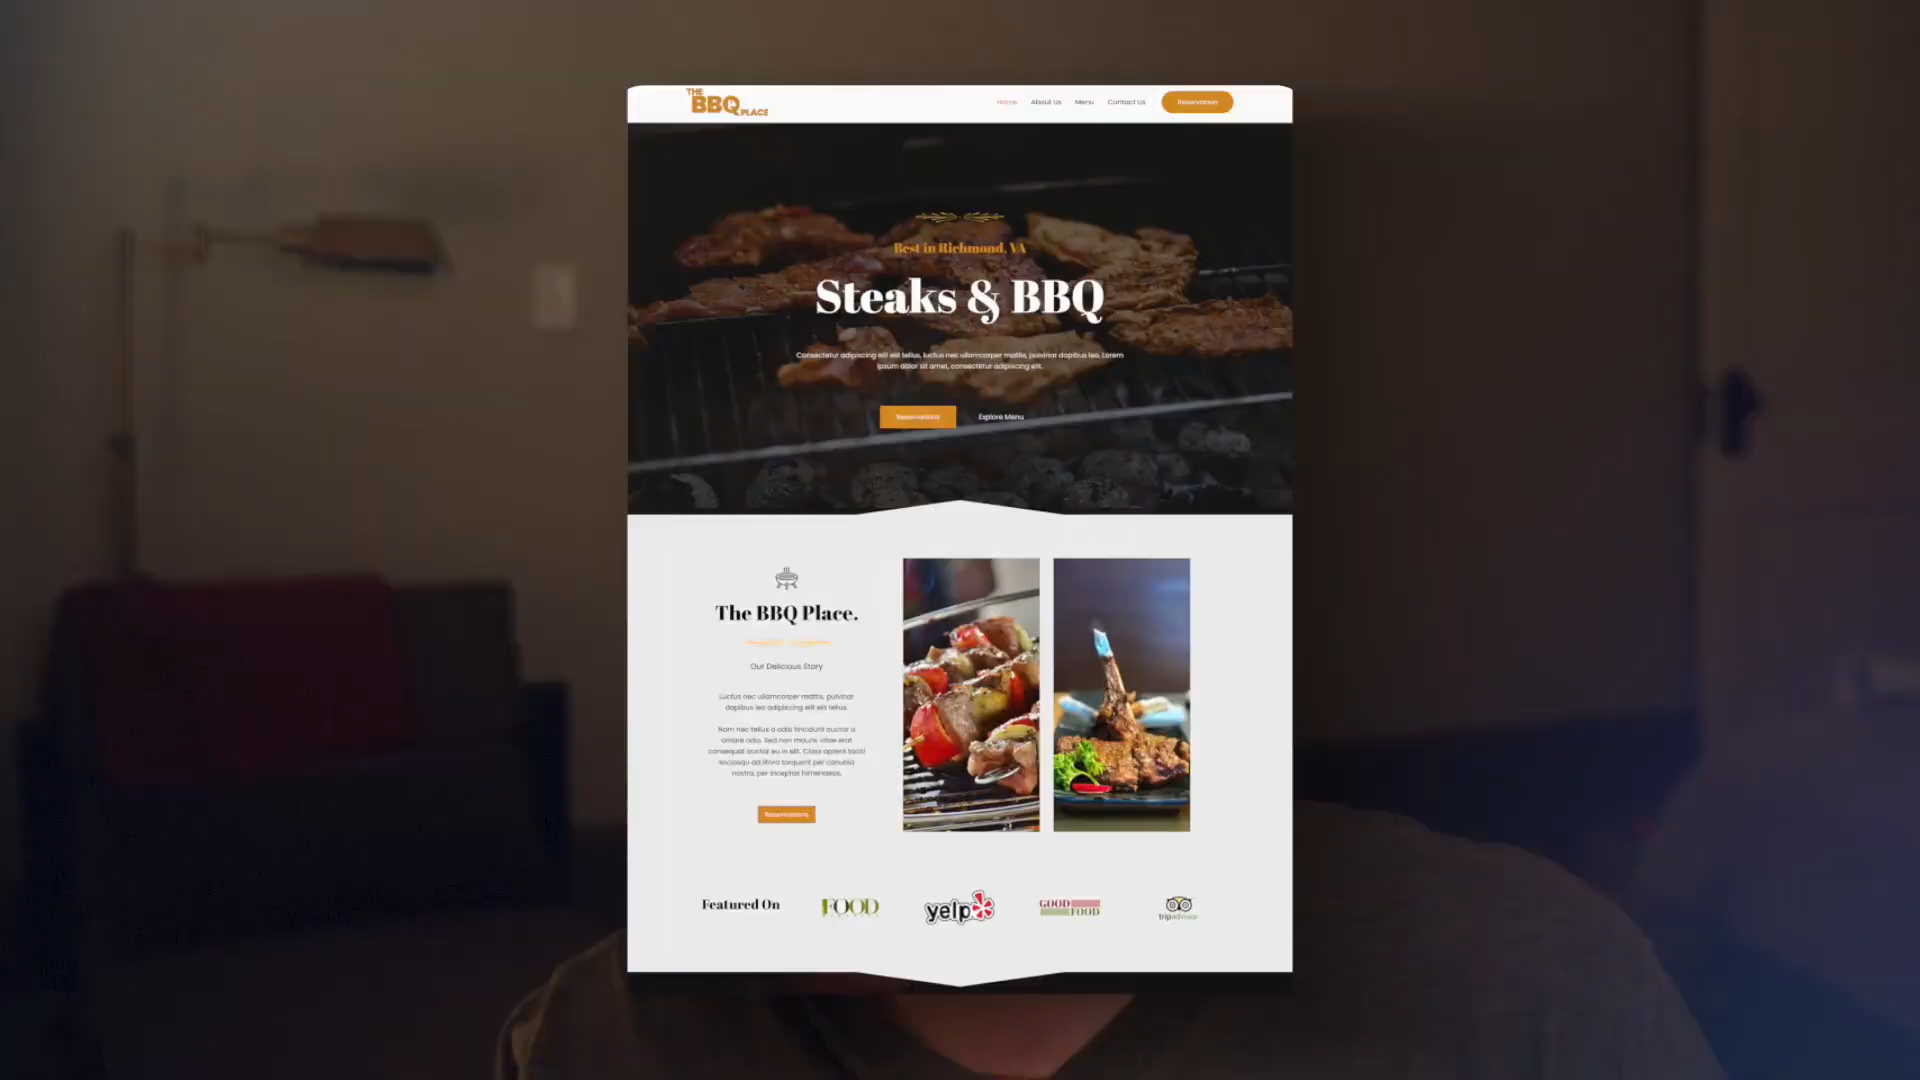 THE
BBQ PLACE
Home About Us Menu Contact Us Reservation
Best in Richmond, VA
Steaks & BBQ
Consectetur adipiscing elit elit tellus, luctus nec ullamcorper mattis, pulvinar dapibus leo. Lorem
ipsum dolor sit amet, consectetur adipiscing elit.
Reservations Explore Menu
The BBQ Place.
Our Delicious Story
Luctus nec ullamcorper mattis, pulvinar
dapibus leo adipiscing elit elit tellus.
Nam nec tellus a odio tincidunt auctor a
ornare odio. Sed non mauris vitae erat
consequat auctor eu in elit. Class aptent taciti
sociosqu ad litora torquent per conubia
nostra, per inceptos himenaeos.
Reservations
Featured On FOOD yelp GOOD FOOD tripadvisor